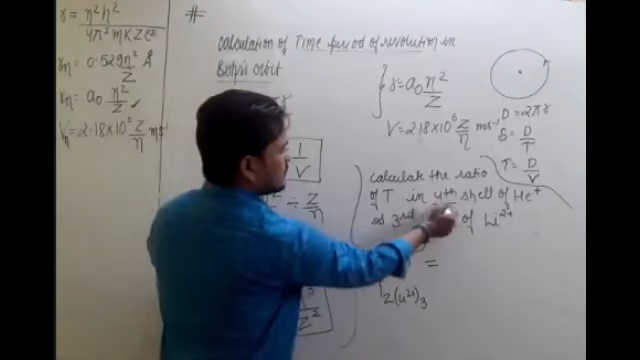 r = n²h² / 4π²mKZe²
rn = 0.529 n²/Z Å
rn = a₀ n²/Z ✓
Vn = 2.18×10⁶ Z/n ms⁻¹
#
calculation of Time period of revolution in
Bohr's orbit
r = a₀ n²/Z
V = 2.18×10⁶ Z/n ms⁻¹
D = 2πr
S = D/T
T = D/V
1/V
÷ Z/n
3/Z²
calculate the ratio
of T in 4th shell of He⁺
3rd of Li²⁺
=